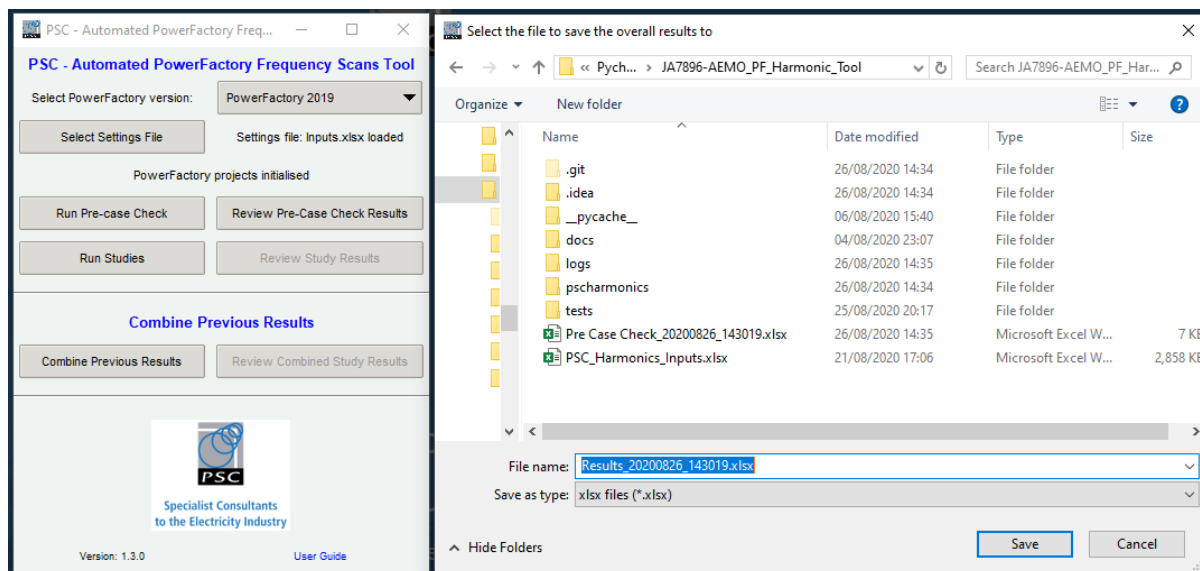 PSC - Automated PowerFactory Freq...
PSC - Automated PowerFactory Frequency Scans Tool
Select PowerFactory version: PowerFactory 2019
Select Settings File Settings file: Inputs.xlsx loaded
PowerFactory projects initialised
Run Pre-case Check Review Pre-Case Check Results
Run Studies Review Study Results
Combine Previous Results
Combine Previous Results Review Combined Study Results
PSC
Specialist Consultants
to the Electricity Industry
Version: 1.3.0 User Guide
Select the file to save the overall results to
« Pych... › JA7896-AEMO_PF_Harmonic_Tool Search JA7896-AEMO_PF_Har...
Organize New folder
Name Date modified Type Size
.git 26/08/2020 14:34 File folder
.idea 26/08/2020 14:34 File folder
__pycache__ 06/08/2020 15:40 File folder
docs 04/08/2020 23:07 File folder
logs 26/08/2020 14:35 File folder
pscharmonics 26/08/2020 14:34 File folder
tests 25/08/2020 20:17 File folder
Pre Case Check_20200826_143019.xlsx 26/08/2020 14:35 Microsoft Excel W... 7 KB
PSC_Harmonics_Inputs.xlsx 21/08/2020 17:06 Microsoft Excel W... 2,858 KB
File name: Results_20200826_143019.xlsx
Save as type: xlsx files (*.xlsx)
Hide Folders Save Cancel